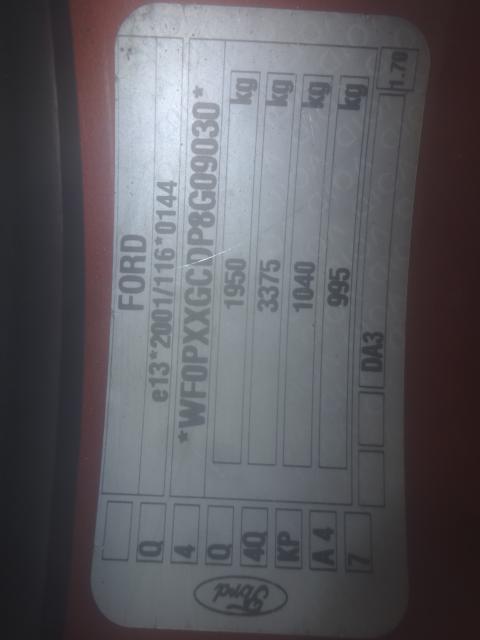 FORD
e13*2001/116*0144
*WF0PXXGCDP8G09030*
1950 kg
3375 kg
1040 kg
995 kg
DA3
1.70
Q
4
Q
4Q
KP
A 4
7
Ford